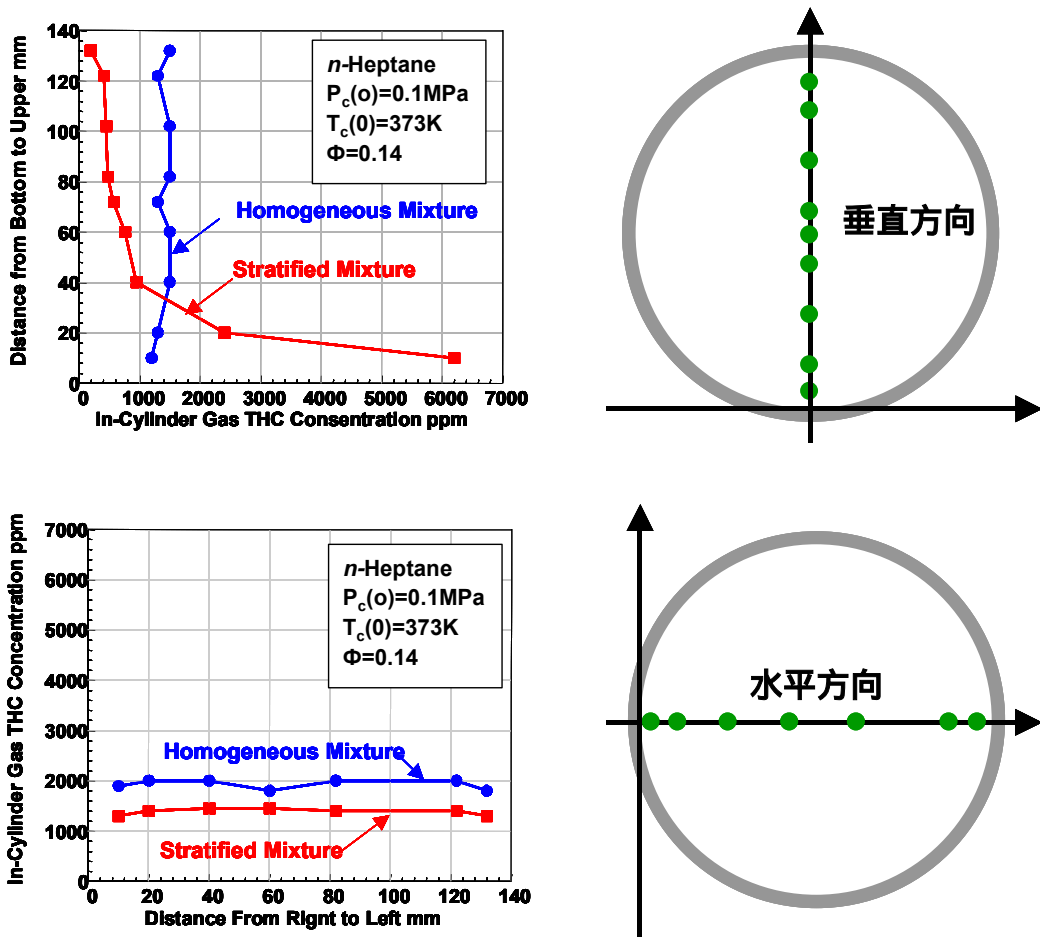 140
120
100
80
60
40
20
0
Distance from Bottom to Upper mm
n-Heptane
Pc(o)=0.1MPa
Tc(0)=373K
Φ=0.14
Homogeneous Mixture
Stratified Mixture
0 1000 2000 3000 4000 5000 6000 7000
In-Cylinder Gas THC Consentration ppm
垂直方向
7000
6000
5000
4000
3000
2000
1000
0
In-Cylinder Gas THC Concentration ppm
n-Heptane
Pc(o)=0.1MPa
Tc(0)=373K
Φ=0.14
Homogeneous Mixture
Stratified Mixture
0 20 40 60 80 100 120 140
Distance From Rignt to Left mm
水平方向